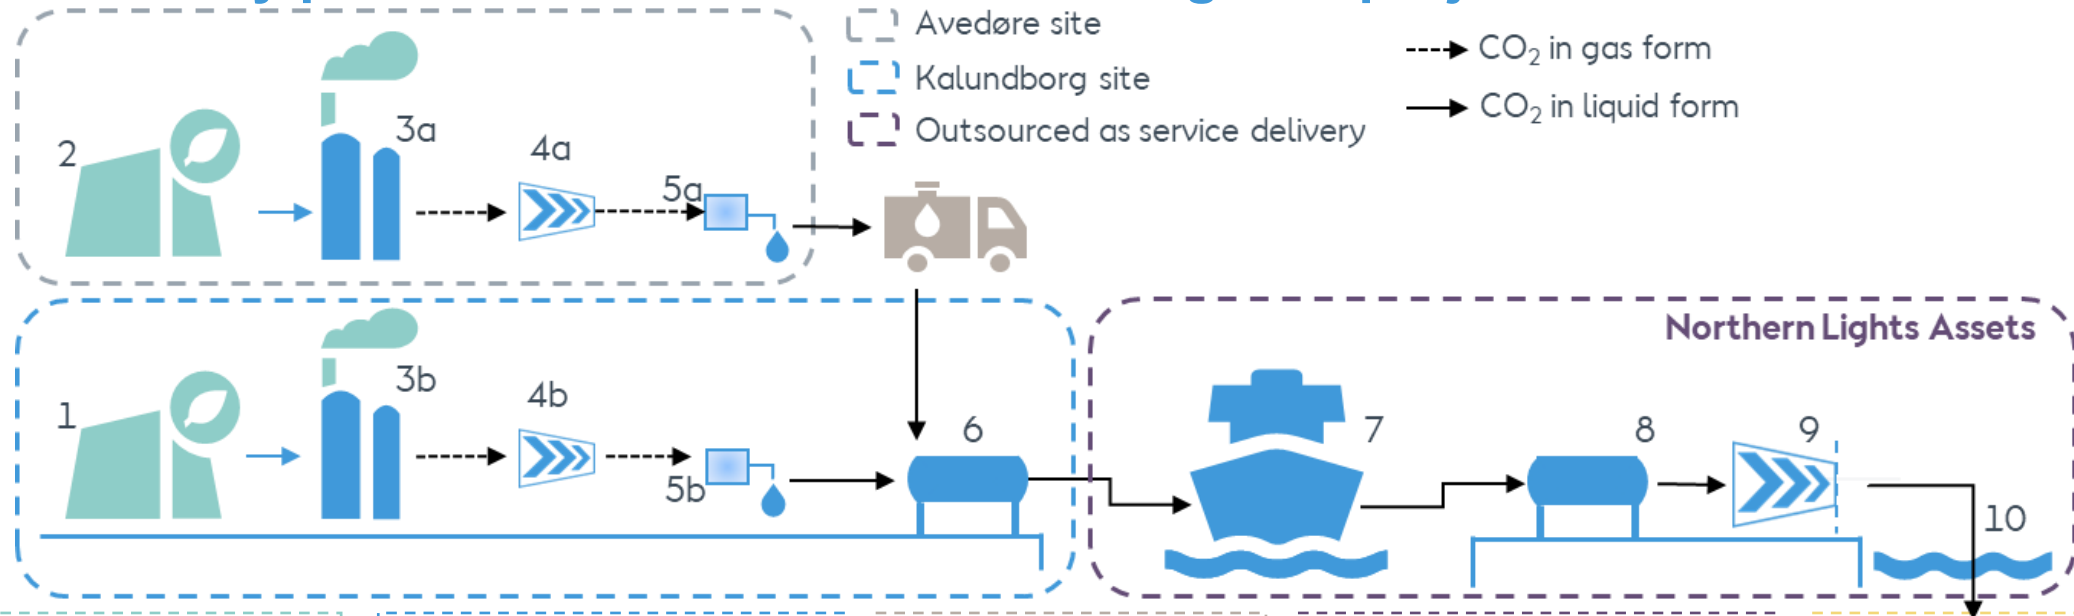 Avedøre site
Kalundborg site
Outsourced as service delivery
CO₂ in gas form
CO₂ in liquid form
2
3a
4a
5a
1
3b
4b
5b
6
Northern Lights Assets
7
8
9
10